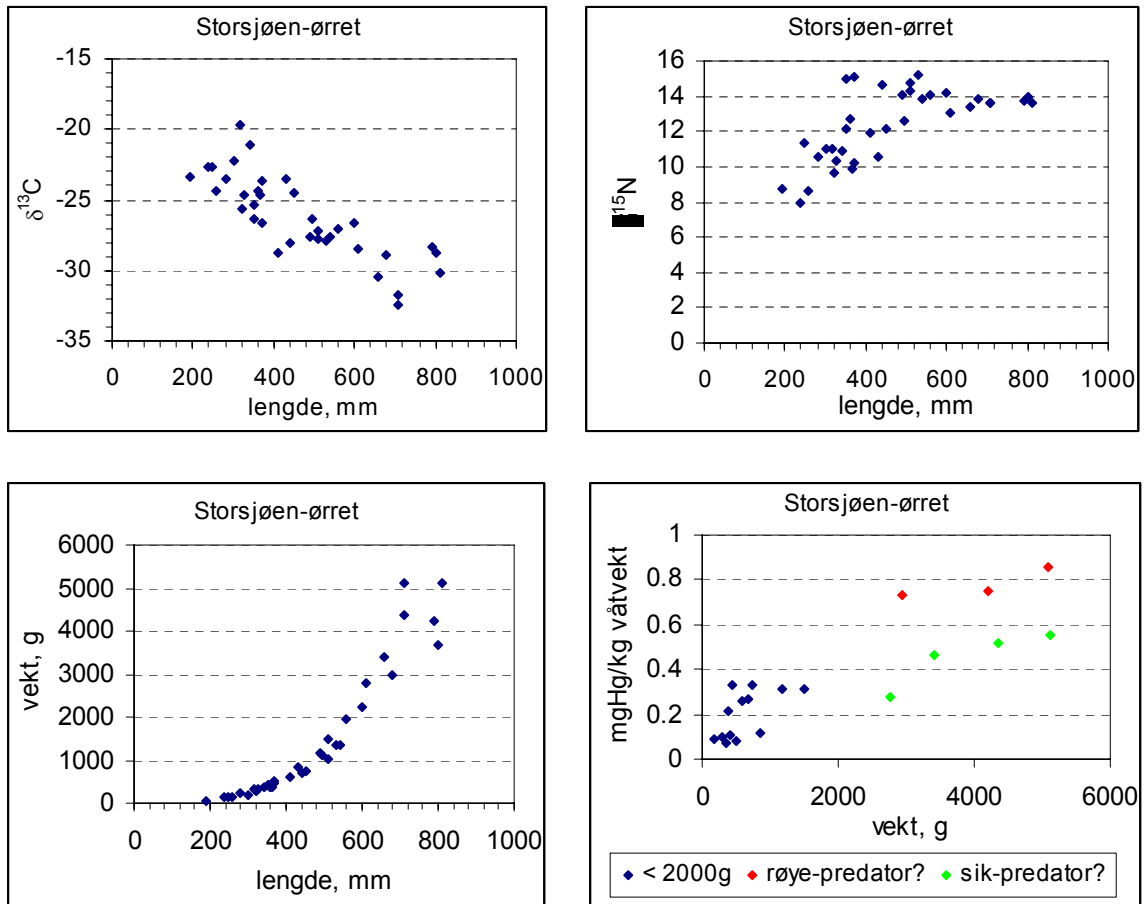 Storsjøen-ørret
-15
-20
-25
-30
-35
δ13C
0 200 400 600 800 1000
lengde, mm
Storsjøen-ørret
16
14
12
10
8
6
4
2
0
15N
0 200 400 600 800 1000
lengde, mm
Storsjøen-ørret
6000
5000
4000
3000
2000
1000
0
vekt, g
0 200 400 600 800 1000
lengde, mm
Storsjøen-ørret
1
0.8
0.6
0.4
0.2
0
mgHg/kg våtvekt
0 2000 4000 6000
vekt, g
< 2000g røye-predator? sik-predator?